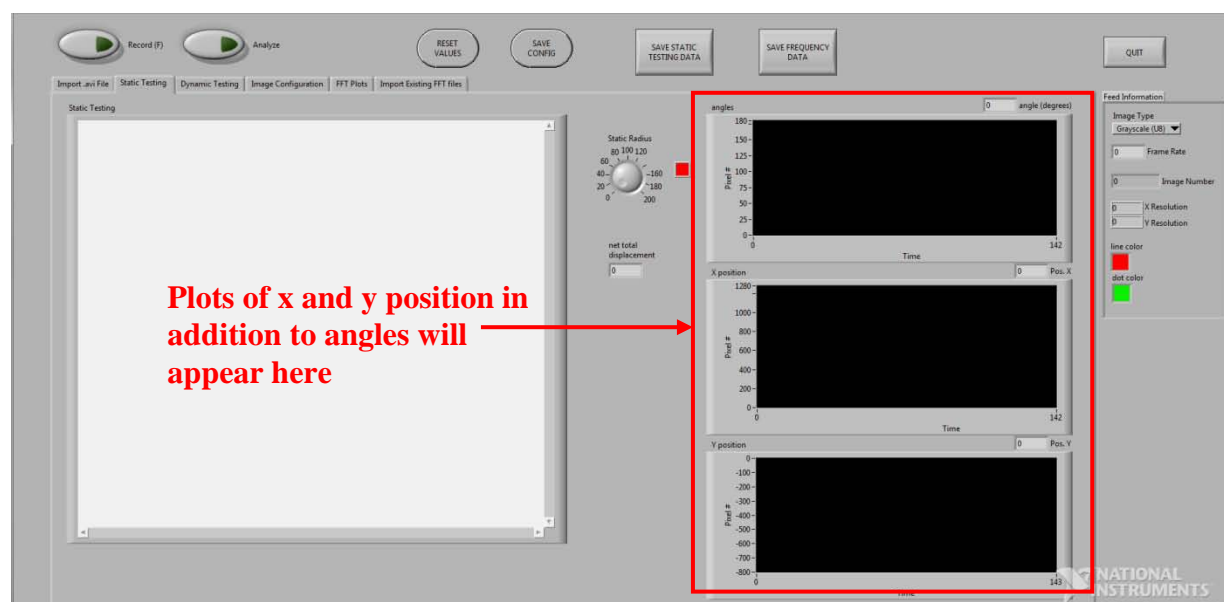 Record (F)
Analyze
RESET
VALUES
SAVE
CONFIG
SAVE STATIC
TESTING DATA
SAVE FREQUENCY
DATA
QUIT
Import .avi File Static Testing Dynamic Testing Image Configuration FFT Plots Import Existing FFT files
Static Testing
Static Radius
0 20 40 60 80 100 120 160 180 200
net total
displacement
0
Plots of x and y position in
addition to angles will
appear here
angles
0 angle (degrees)
Pixel #
180
150
125
100
75
50
25
0
0 142
Time
X position
0 Pos. X
Pixel #
1280
1000
800
600
400
200
0
0 142
Time
Y position
0 Pos. Y
Pixel #
0
-100
-200
-300
-400
-500
-600
-700
-800
0 143
Time
Feed Information
Image Type
Grayscale (U8)
0 Frame Rate
0 Image Number
0 X Resolution
0 Y Resolution
line color
dot color
NATIONAL
INSTRUMENTS